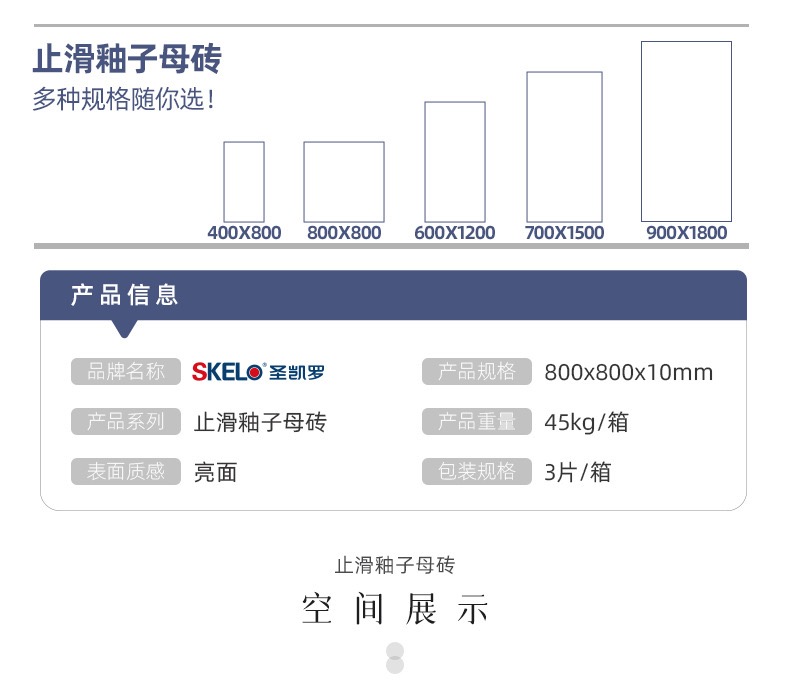 止滑釉子母砖
多种规格随你选！
400X800 800X800 600X1200 700X1500 900X1800
产品信息
品牌名称 SKELO® 圣凯罗 产品规格 800x800x10mm
产品系列 止滑釉子母砖 产品重量 45kg/箱
表面质感 亮面 包装规格 3片/箱
止滑釉子母砖
空间展示